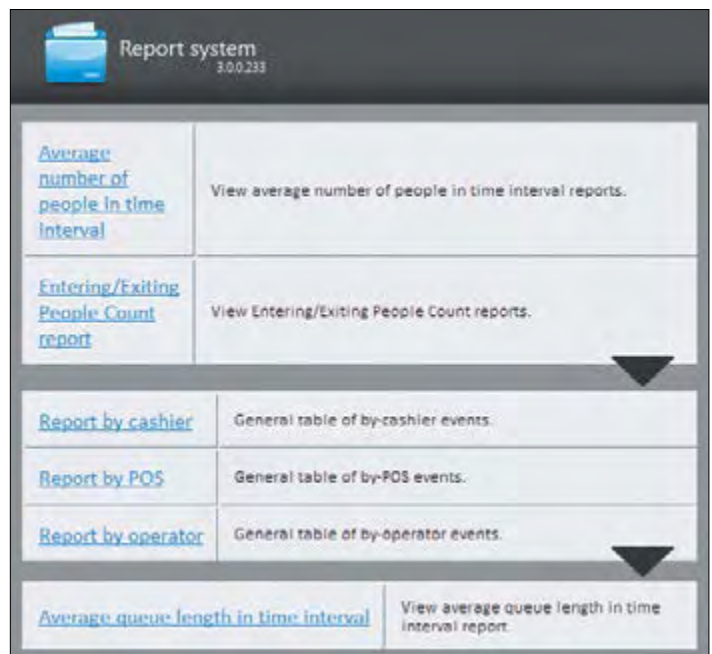 Report system
3.0.0.233
Average
number of
people in time
interval
View average number of people in time interval reports.
Entering/Exiting
People Count
report
View Entering/Exiting People Count reports.
Report by cashier
General table of by-cashier events.
Report by POS
General table of by-POS events.
Report by operator
General table of by-operator events.
Average queue length in time interval
View average queue length in time
interval report.